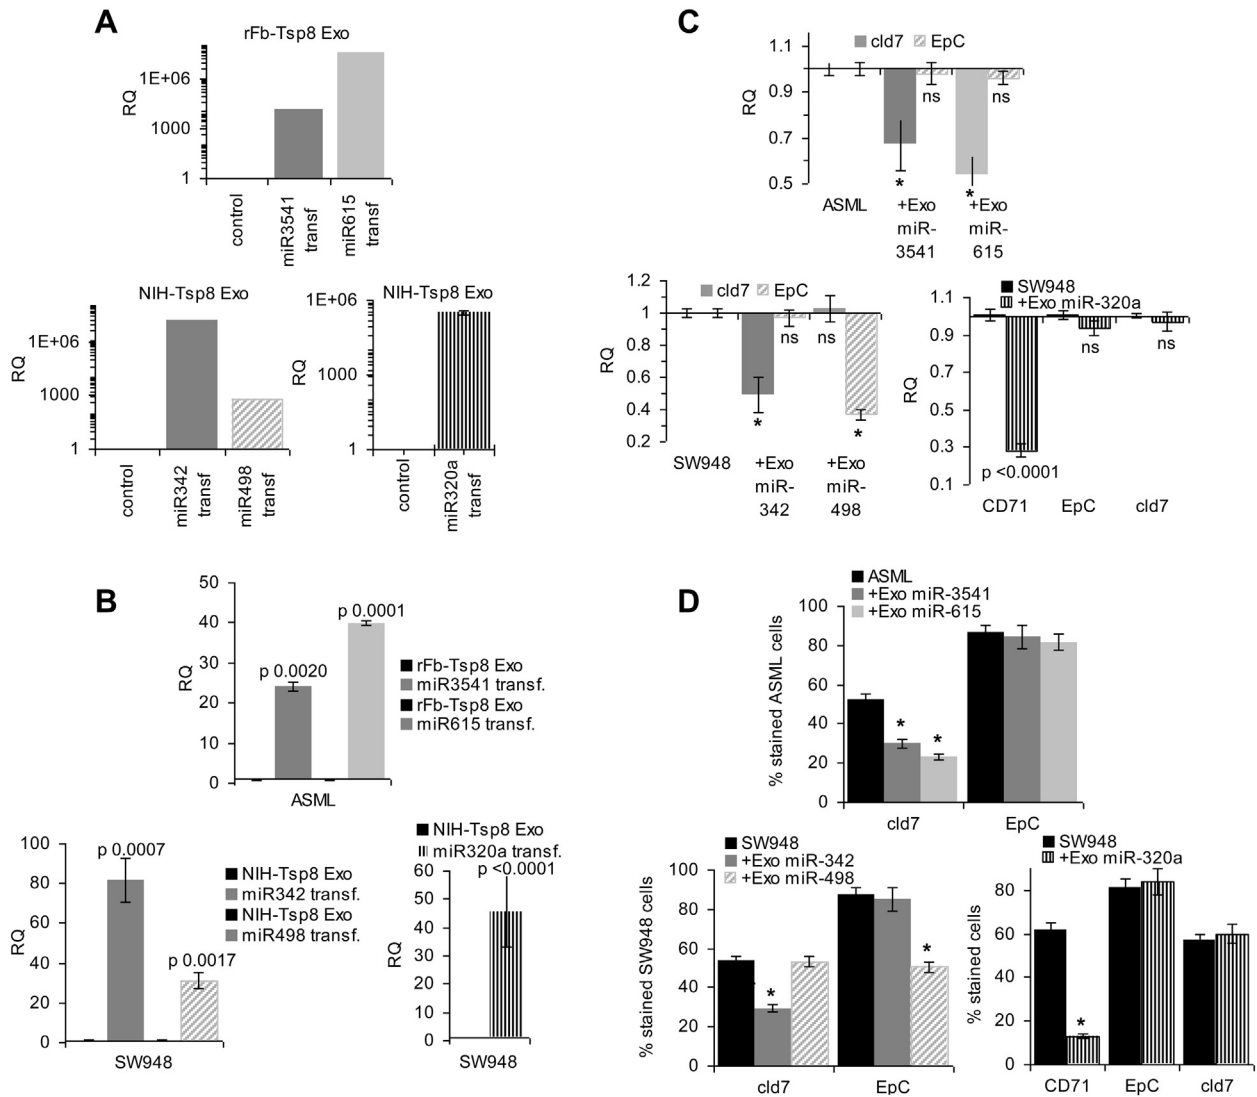 A
rFb-Tsp8 Exo
1E+06
1000
1
RQ
control
miR3541
transf
miR615
transf
NIH-Tsp8 Exo
1E+06
1000
1
RQ
control
miR342
transf
miR498
transf
NIH-Tsp8 Exo
1E+06
1000
1
RQ
control
miR320a
transf
C
cld7 EpC
1.1
0.9
0.7
0.5
RQ
ns ns
* *
ASML +Exo +Exo
miR- miR-
3541 615
cld7 EpC
1.2
1
0.8
0.6
0.4
0.2
RQ
ns ns
* *
SW948 +Exo +Exo
miR- miR-
342 498
SW948
+Exo miR-320a
1.1
0.9
0.7
0.5
0.3
0.1
RQ
ns ns
p <0.0001
CD71 EpC cld7
B
50
40
30
20
10
0
RQ
p 0.0020
p 0.0001
ASML
rFb-Tsp8 Exo
miR3541 transf.
rFb-Tsp8 Exo
miR615 transf.
100
80
60
40
20
0
RQ
p 0.0007
p 0.0017
SW948
NIH-Tsp8 Exo
miR342 transf.
NIH-Tsp8 Exo
miR498 transf.
NIH-Tsp8 Exo
miR320a transf.
p <0.0001
60
50
40
30
20
10
0
RQ
SW948
D
ASML
+Exo miR-3541
+Exo miR-615
100
80
60
40
20
0
% stained ASML cells
* *
cld7 EpC
SW948
+Exo miR-342
+Exo miR-498
100
80
60
40
20
0
% stained SW948 cells
* *
cld7 EpC
SW948
+Exo miR-320a
80
60
40
20
0
% stained cells
*
CD71 EpC cld7